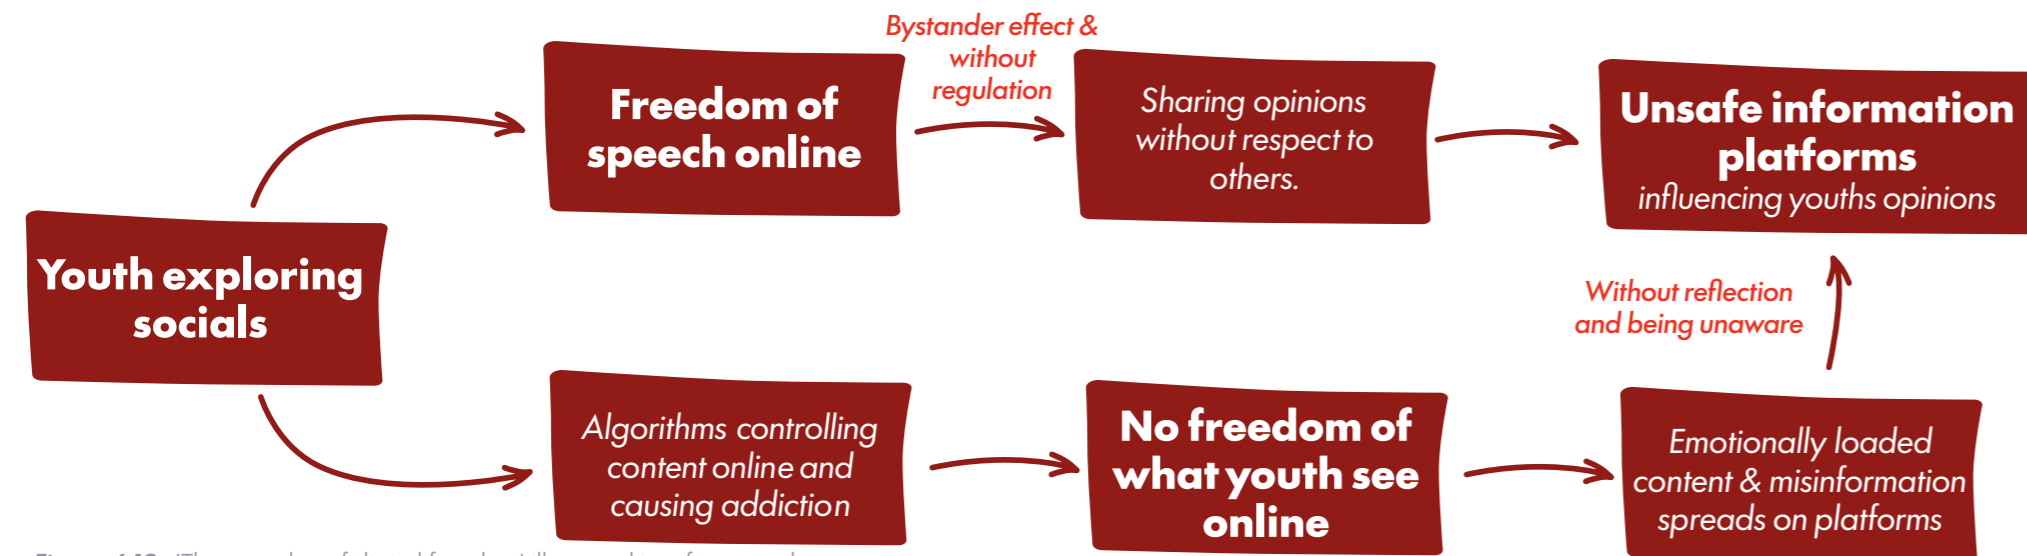 Bystander effect &
without
regulation
Freedom of
speech online
Sharing opinions
without respect to
others.
Unsafe information
platforms
influencing youths opinions
Youth exploring
socials
Without reflection
and being unaware
Algorithms controlling
content online and
causing addiction
No freedom of
what youth see
online
Emotionally loaded
content & misinformation
spreads on platforms